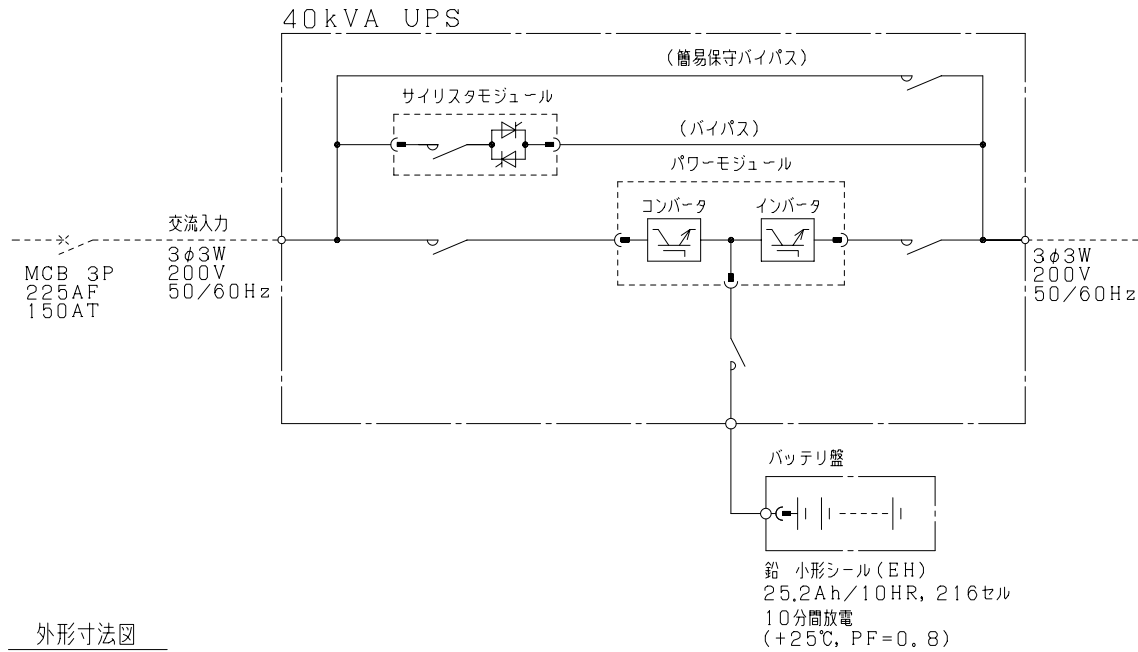 40kVA UPS
(簡易保守バイパス)
サイリスタモジュール
(バイパス)
パワーモジュール
コンバータ
インバータ
交流入力
3φ3W
200V
50/60Hz
MCB 3P
225AF
150AT
3φ3W
200V
50/60Hz
バッテリ盤
鉛 小形シール(EH)
25.2Ah/10HR, 216セル
10分間放電
(+25℃, PF=0.8)
外形寸法図